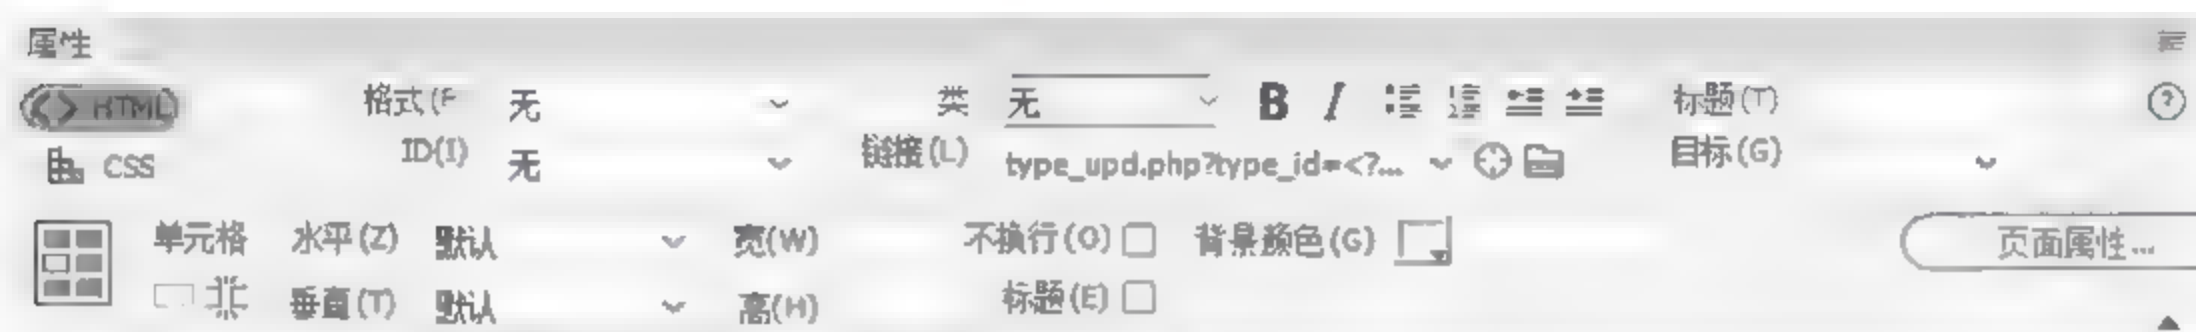 属性
HTML 格式(F 无 类 无 B I 标题(T)
CSS ID(I) 无 链接(L) type_upd.php?type_id=<?... 目标(G)
单元格 水平(Z) 默认 宽(W) 不换行(O) 背景颜色(G) 页面属性...
垂直(T) 默认 高(H) 标题(E)